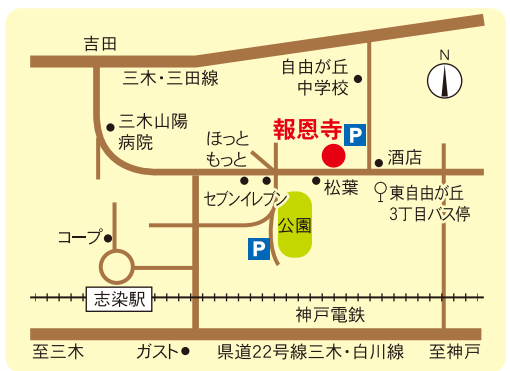 吉田
三木・三田線
自由が丘
中学校
N
三木山陽
病院
ほっと
もっと
報恩寺
P
酒店
セブンイレブン
松葉
東自由が丘
3丁目バス停
公園
コープ
P
志染駅
神戸電鉄
至三木
ガスト
県道22号線三木・白川線
至神戸